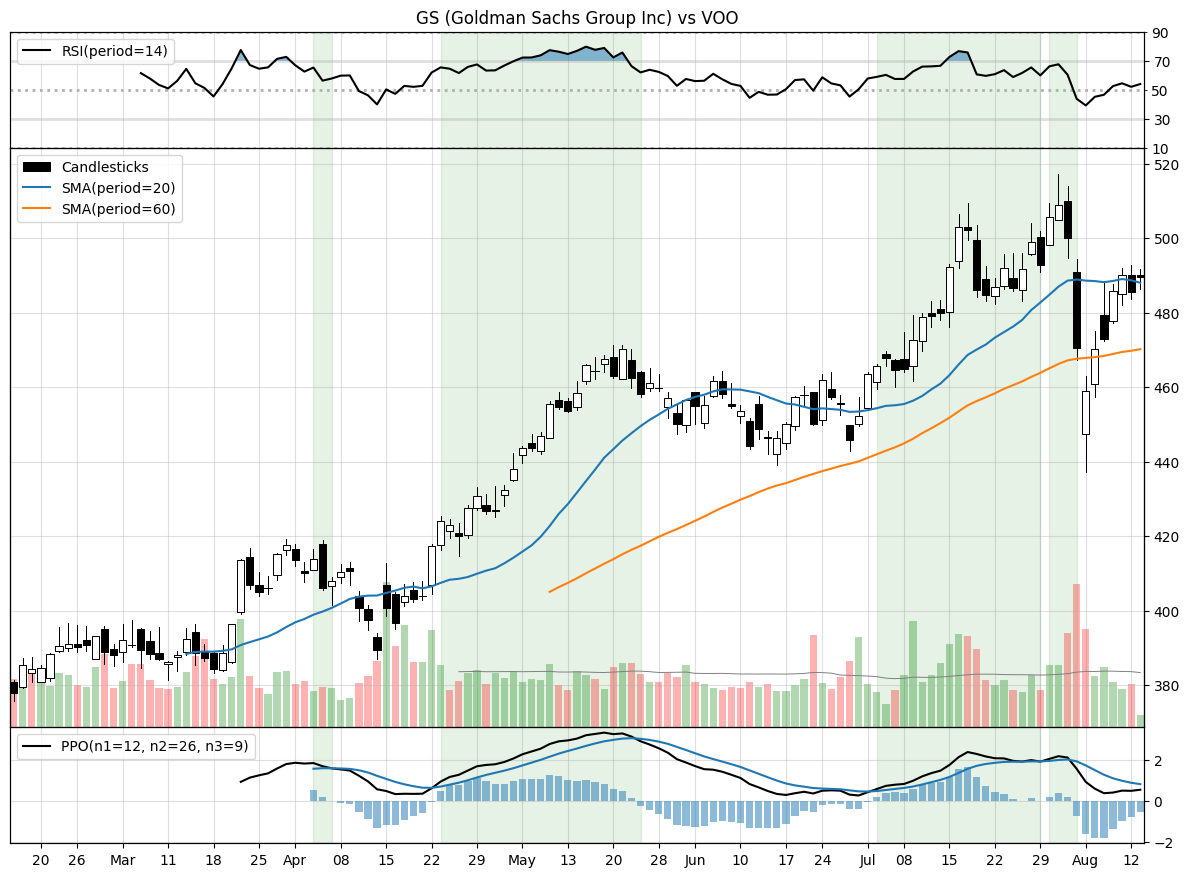 GS (Goldman Sachs Group Inc) vs VOO
RSI(period=14)
90
70
50
30
10
Candlesticks
SMA(period=20)
SMA(period=60)
520
500
480
460
440
420
400
380
PPO(n1=12, n2=26, n3=9)
2
0
−2
20 26 Mar 11 18 25 Apr 08 15 22 29 May 13 20 28 Jun 10 17 24 Jul 08 15 22 29 Aug 12